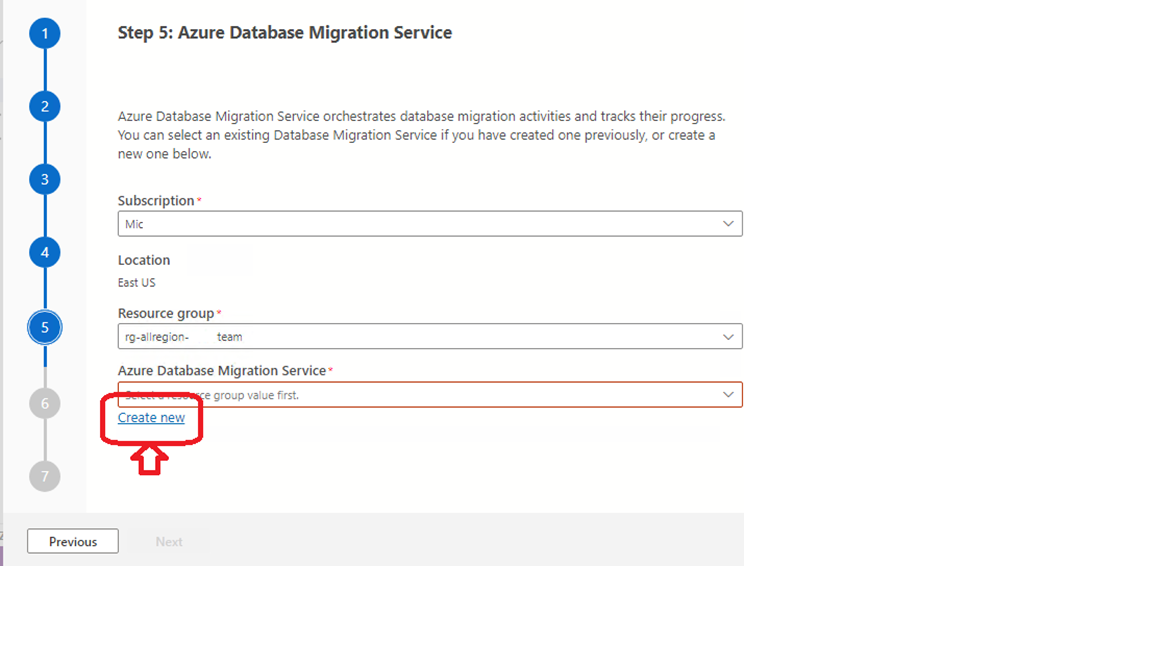 1
Step 5: Azure Database Migration Service
2
Azure Database Migration Service orchestrates database migration activities and tracks their progress.
You can select an existing Database Migration Service if you have created one previously, or create a
new one below.
3
Subscription *
Mic
4
Location
East US
Resource group *
5
rg-allregion- team
Azure Database Migration Service *
Select a resource group value first.
6
Create new
7
Previous
Next